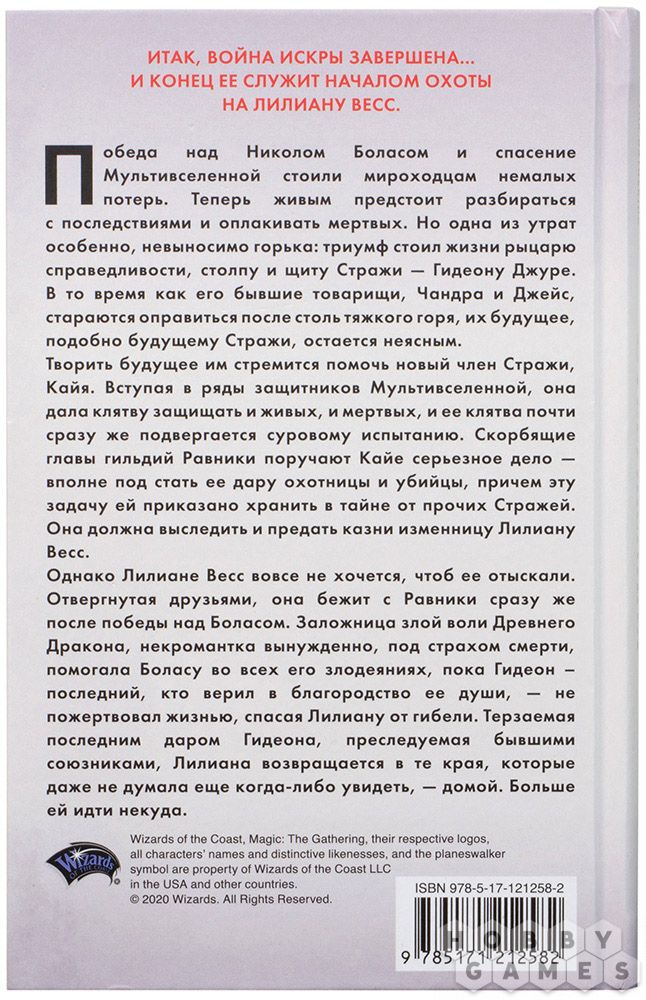 ИТАК, ВОЙНА ИСКРЫ ЗАВЕРШЕНА...
И КОНЕЦ ЕЕ СЛУЖИТ НАЧАЛОМ ОХОТЫ
НА ЛИЛИАНУ ВЕСС.
Победа над Николом Боласом и спасение
Мультивселенной стоили мироходцам немалых
потерь. Теперь живым предстоит разбираться
с последствиями и оплакивать мертвых. Но одна из утрат
особенно, невыносимо горька: триумф стоил жизни рыцарю
справедливости, столпу и щиту Стражи — Гидеону Джуре.
В то время как его бывшие товарищи, Чандра и Джейс,
стараются оправиться после столь тяжкого горя, их будущее,
подобно будущему Стражи, остается неясным.
Творить будущее им стремится помочь новый член Стражи,
Кайя. Вступая в ряды защитников Мультивселенной, она
дала клятву защищать и живых, и мертвых, и ее клятва почти
сразу же подвергается суровому испытанию. Скорбящие
главы гильдий Равники поручают Кайе серьезное дело —
вполне под стать ее дару охотницы и убийцы, причем эту
задачу ей приказано хранить в тайне от прочих Стражей.
Она должна выследить и предать казни изменницу Лилиану
Весс.
Однако Лилиане Весс вовсе не хочется, чтоб ее отыскали.
Отвергнутая друзьями, она бежит с Равники сразу же
после победы над Боласом. Заложница злой воли Древнего
Дракона, некромантка вынужденно, под страхом смерти,
помогала Боласу во всех его злодеяниях, пока Гидеон –
последний, кто верил в благородство ее души, — не
пожертвовал жизнью, спасая Лилиану от гибели. Терзаемая
последним даром Гидеона, преследуемая бывшими
союзниками, Лилиана возвращается в те края, которые
даже не думала еще когда-либо увидеть, — домой. Больше
ей идти некуда.
Wizards
OF THE COAST
Wizards of the Coast, Magic: The Gathering, their respective logos,
all characters' names and distinctive likenesses, and the planeswalker
symbol are property of Wizards of the Coast LLC
in the USA and other countries.
© 2020 Wizards. All Rights Reserved.
ISBN 978-5-17-121258-2
9 785171 212582
HOBBY
GAMES